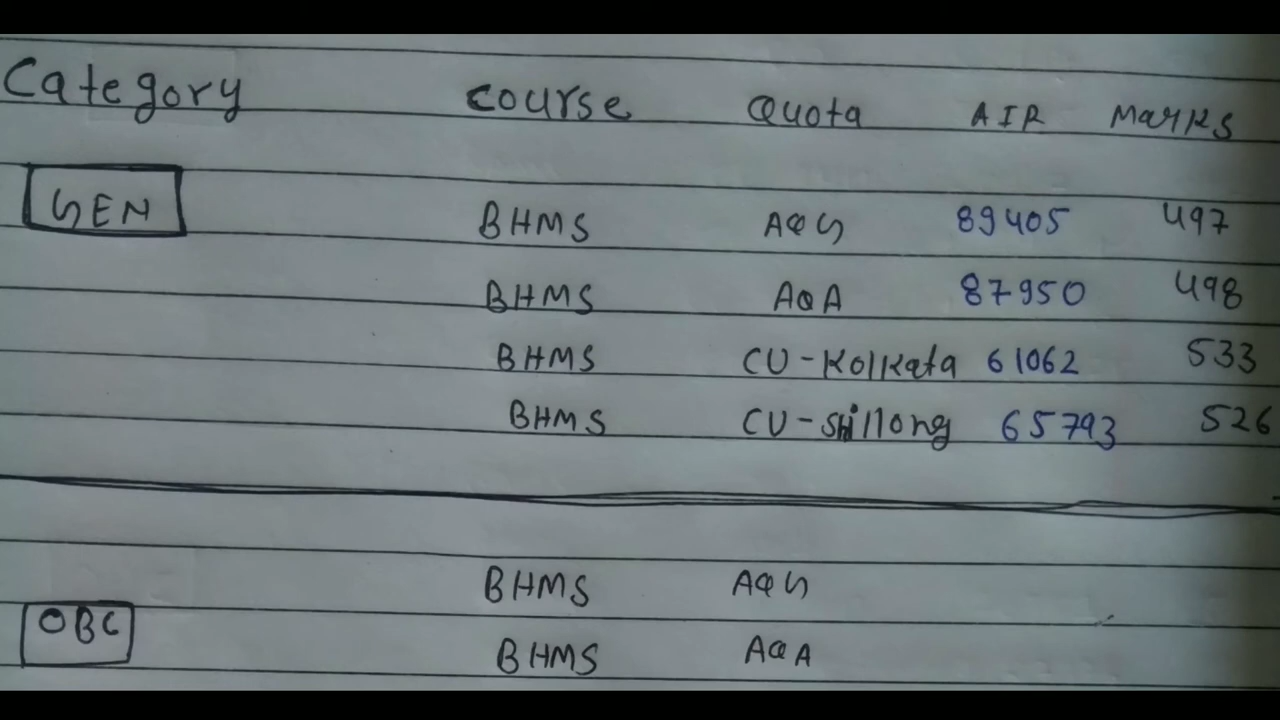 Category Course Quota AIR Marks
GEN BHMS AQG 89405 497
BHMS AQA 87950 498
BHMS CU-Kolkata 61062 533
BHMS CU-Shillong 65793 526
BHMS AQG
OBC
BHMS AQA